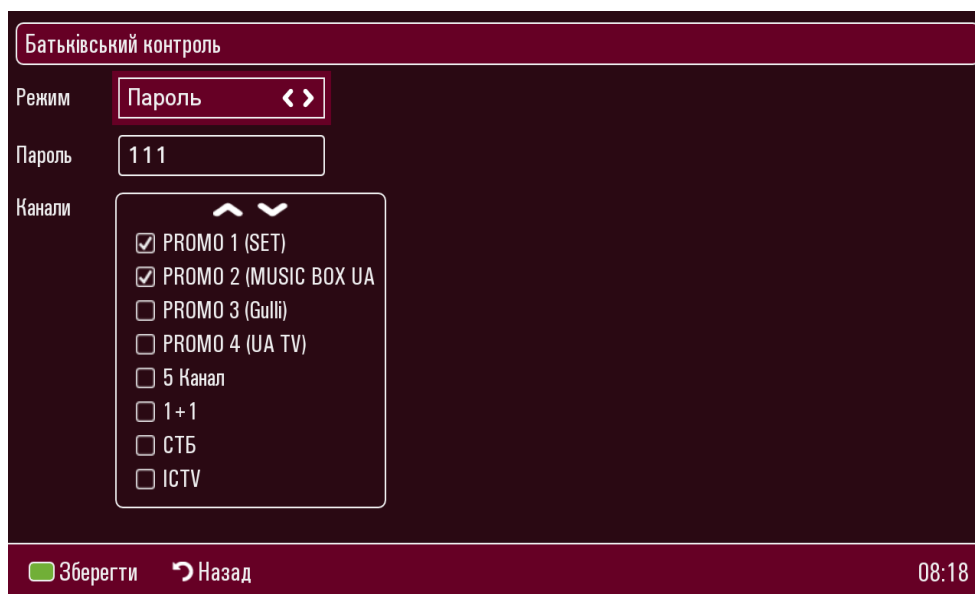 Батьківський контроль
Режим Пароль
Пароль 111
Канали
PROMO 1 (SET)
PROMO 2 (MUSIC BOX UA
PROMO 3 (Gulli)
PROMO 4 (UA TV)
5 Канал
1+1
СТБ
ICTV
Зберегти Назад 08:18